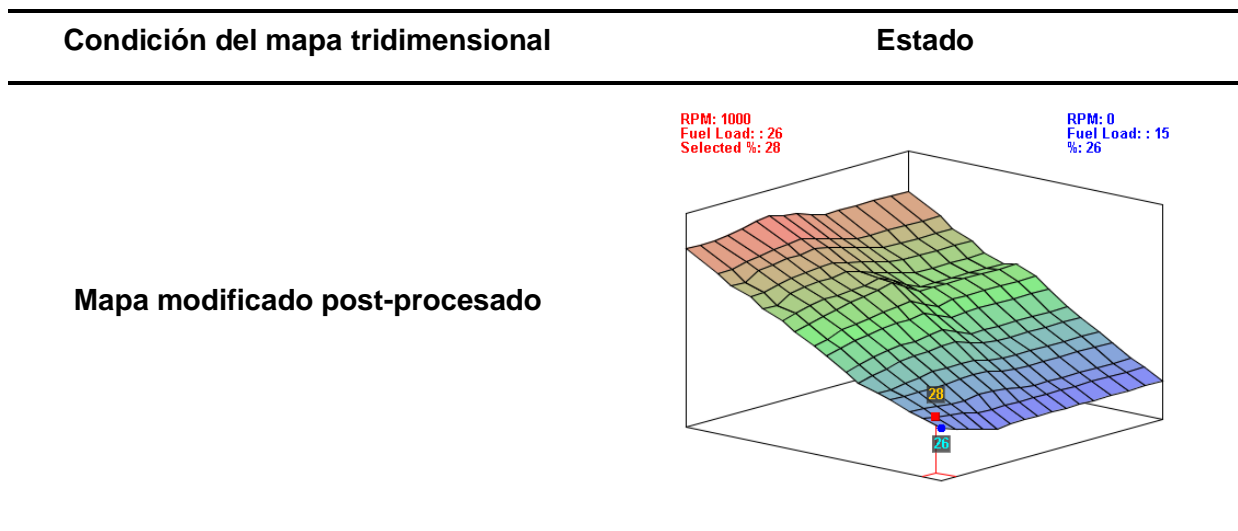 Condición del mapa tridimensional
Estado
RPM: 1000
Fuel Load: : 26
Selected %: 28
RPM: 0
Fuel Load: : 15
%: 26
Mapa modificado post-procesado
28
26